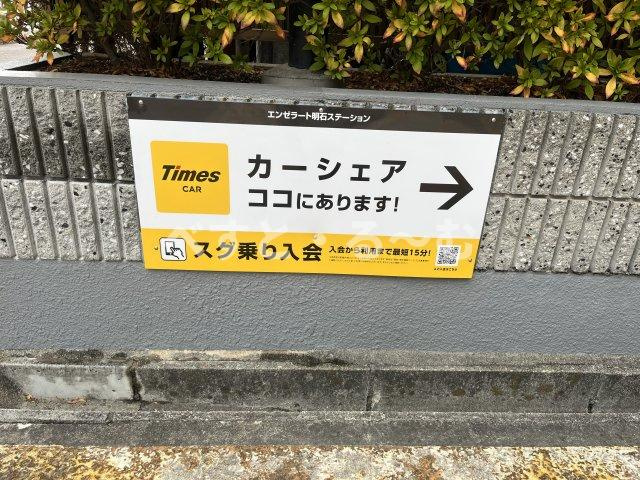 エンゼラート明石ステーション
Times
CAR
カーシェア
ココにあります!
スグ乗り入会
入会から利用まで最短15分!